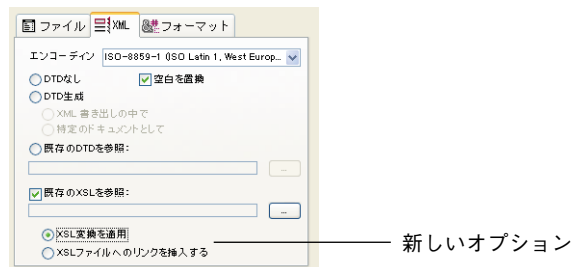 ファイル XML フォーマット
エンコーディン ISO-8859-1 (ISO Latin 1, West Europ...
DTDなし 空白を置換
DTD生成
XML 書き出しの中で
特定のドキュメントとして
既存のDTDを参照:
...
既存のXSLを参照:
...
XSL変換を適用 新しいオプション
XSLファイルへのリンクを挿入する